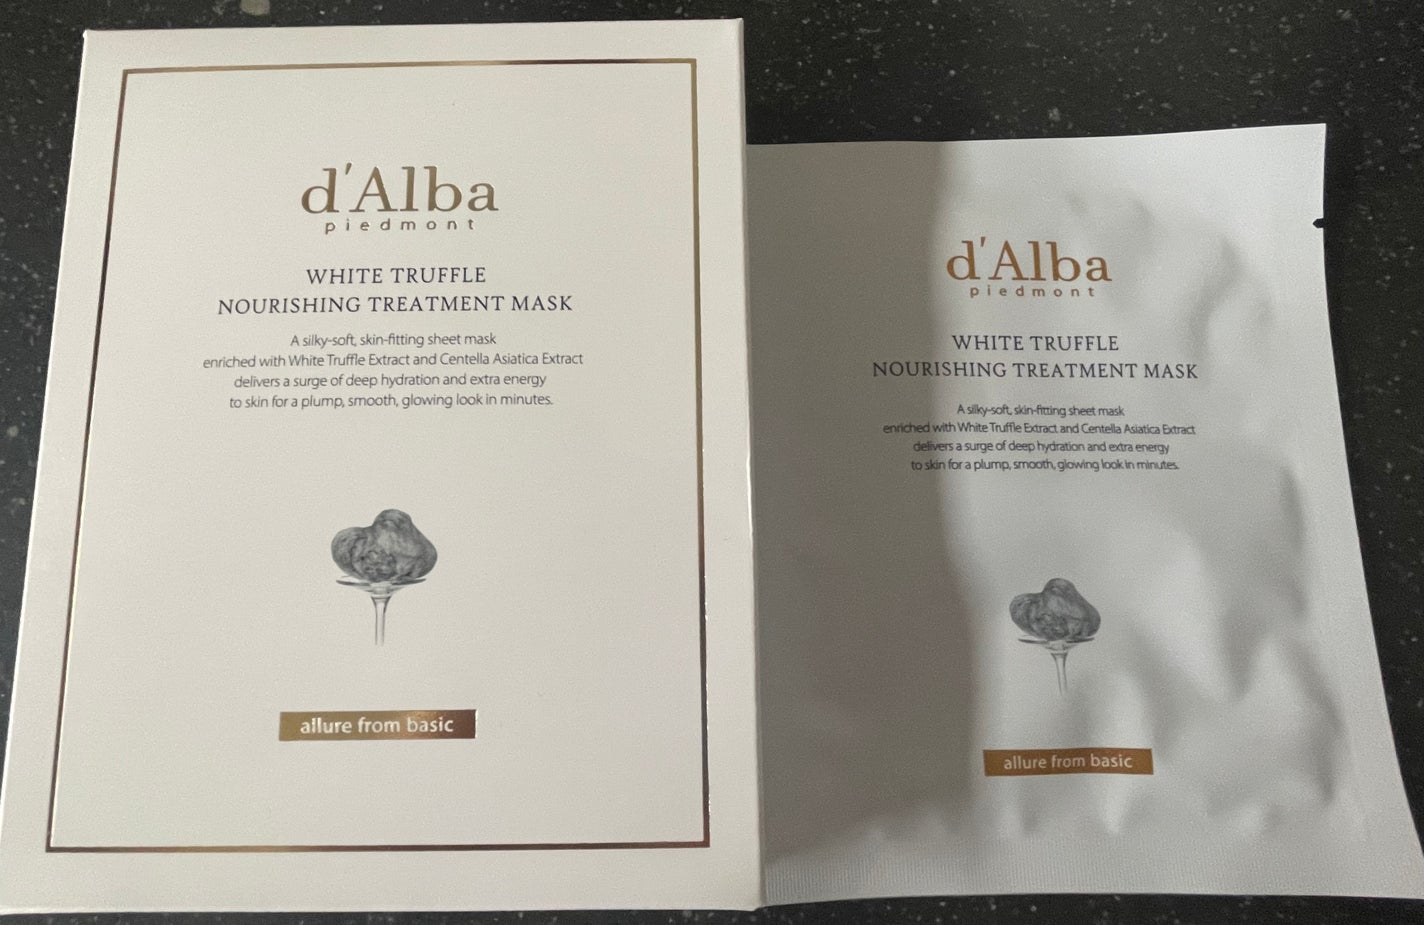 d'Alba
piedmont
WHITE TRUFFLE
NOURISHING TREATMENT MASK
A silky-soft, skin-fitting sheet mask
enriched with White Truffle Extract and Centella Asiatica Extract
delivers a surge of deep hydration and extra energy
to skin for a plump, smooth, glowing look in minutes.
allure from basic
d'Alba
piedmont
WHITE TRUFFLE
NOURISHING TREATMENT MASK
A silky-soft, skin-fitting sheet mask
enriched with White Truffle Extract and Centella Asiatica Extract
delivers a surge of deep hydration and extra energy
to skin for a plump, smooth, glowing look in minutes.
allure from basic